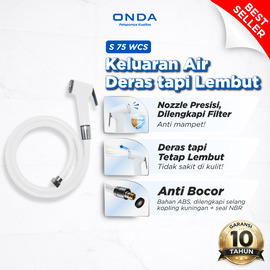 ONDA
Pelopornya Kualitas
BEST
SELLER
S 75 WCS
Keluaran Air
Deras tapi Lembut
Nozzle Presisi,
Dilengkapi Filter
Anti mampet!
Deras tapi
Tetap Lembut
Tidak sakit di kulit!
Anti Bocor
Bahan ABS, dilengkapi selang
kopling kuningan + seal NBR
GARANSI
10
TAHUN